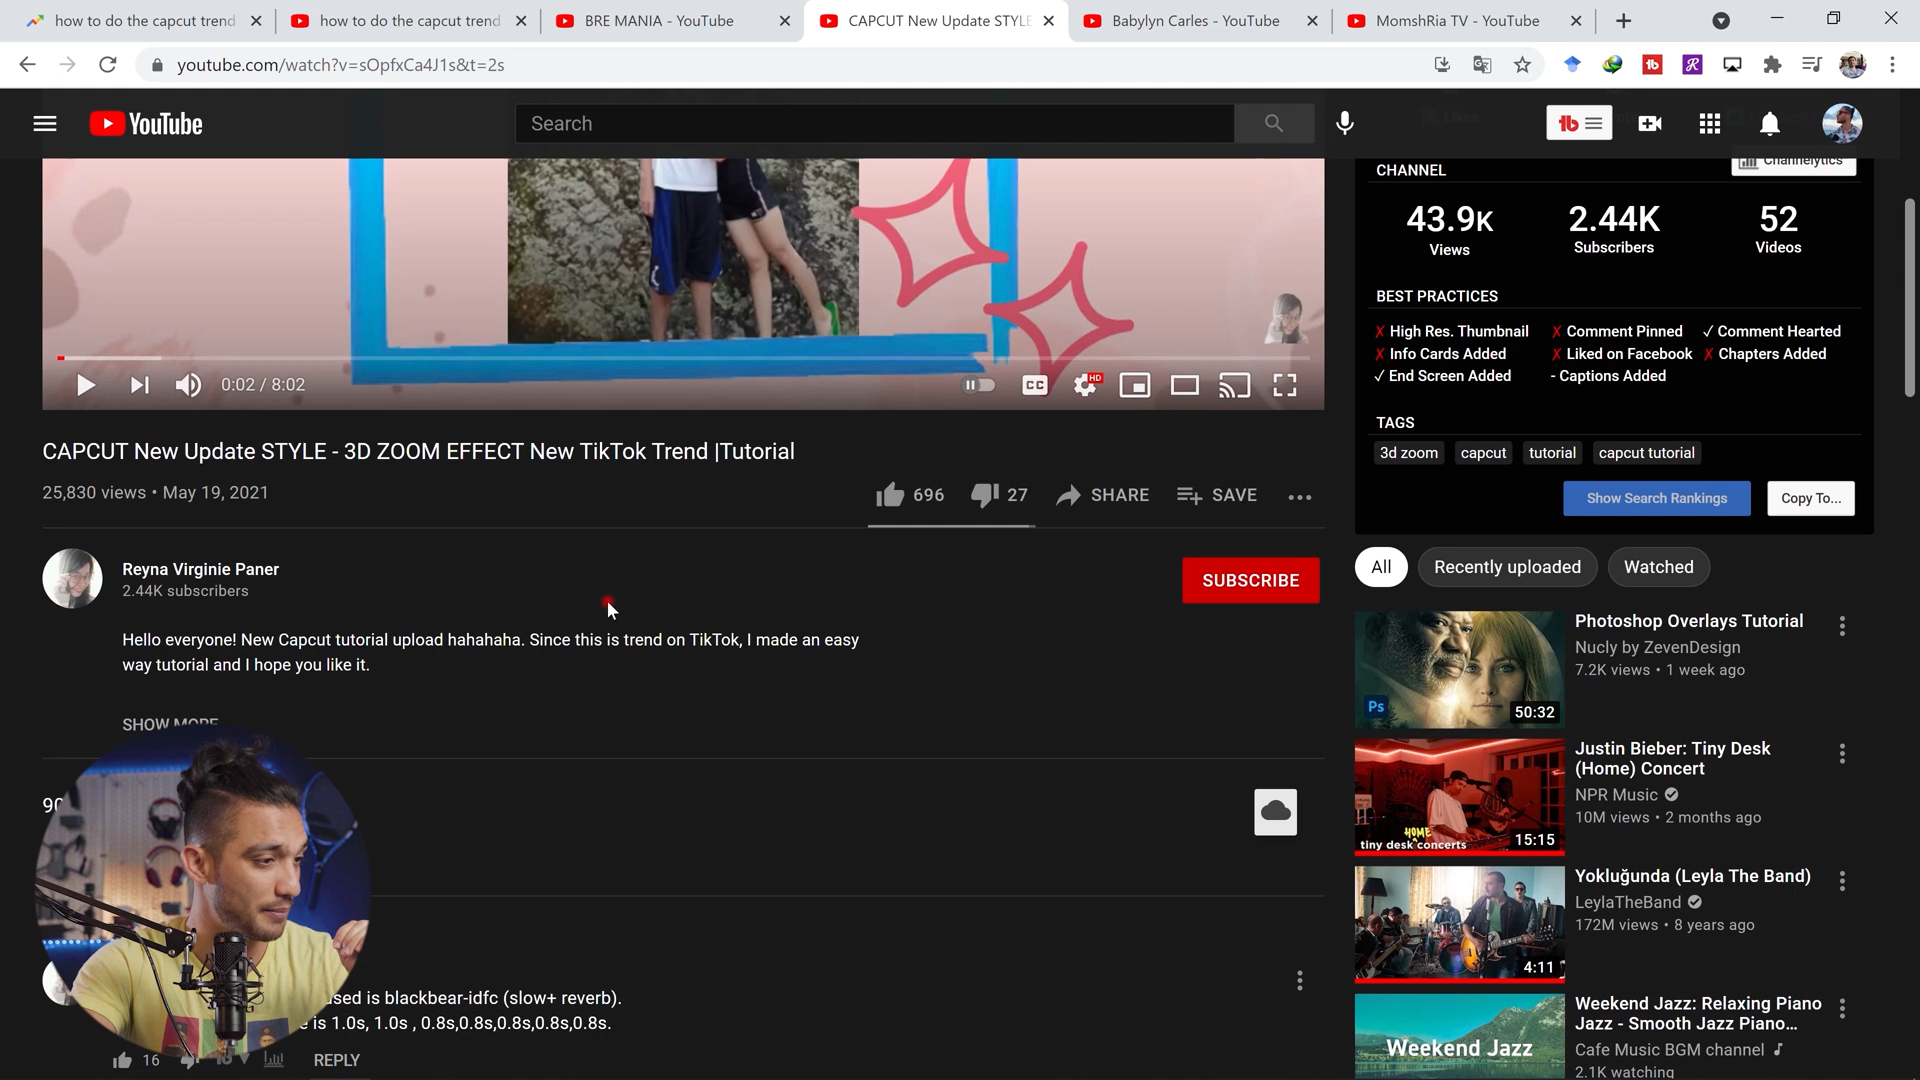 how to do the capcut trend
how to do the capcut trend
BRE MANIA - YouTube
CAPCUT New Update STYLE
Babylyn Carles - YouTube
MomshRia TV - YouTube
youtube.com/watch?v=sOpfxCa4J1s&t=2s
YouTube
Search
Channelytics
CHANNEL
43.9K
2.44K
52
Views
Subscribers
Videos
BEST PRACTICES
✗ High Res. Thumbnail
✗ Comment Pinned
✓ Comment Hearted
✗ Info Cards Added
✗ Liked on Facebook
✗ Chapters Added
✓ End Screen Added
- Captions Added
TAGS
3d zoom
capcut
tutorial
capcut tutorial
Show Search Rankings
Copy To...
0:02 / 8:02
CC
HD
CAPCUT New Update STYLE - 3D ZOOM EFFECT New TikTok Trend |Tutorial
25,830 views • May 19, 2021
696
27
SHARE
SAVE
Reyna Virginie Paner
2.44K subscribers
SUBSCRIBE
Hello everyone! New Capcut tutorial upload hahahaha. Since this is trend on TikTok, I made an easy
way tutorial and I hope you like it.
SHOW MORE
90
used is blackbear-idfc (slow+ reverb).
e is 1.0s, 1.0s , 0.8s,0.8s,0.8s,0.8s,0.8s.
16
REPLY
All
Recently uploaded
Watched
Ps
50:32
Photoshop Overlays Tutorial
Nucly by ZevenDesign
7.2K views • 1 week ago
HOME
tiny desk concerts
15:15
Justin Bieber: Tiny Desk
(Home) Concert
NPR Music
10M views • 2 months ago
4:11
Yokluğunda (Leyla The Band)
LeylaTheBand
172M views • 8 years ago
Weekend Jazz
Weekend Jazz: Relaxing Piano
Jazz - Smooth Jazz Piano...
Cafe Music BGM channel
2.1K watching